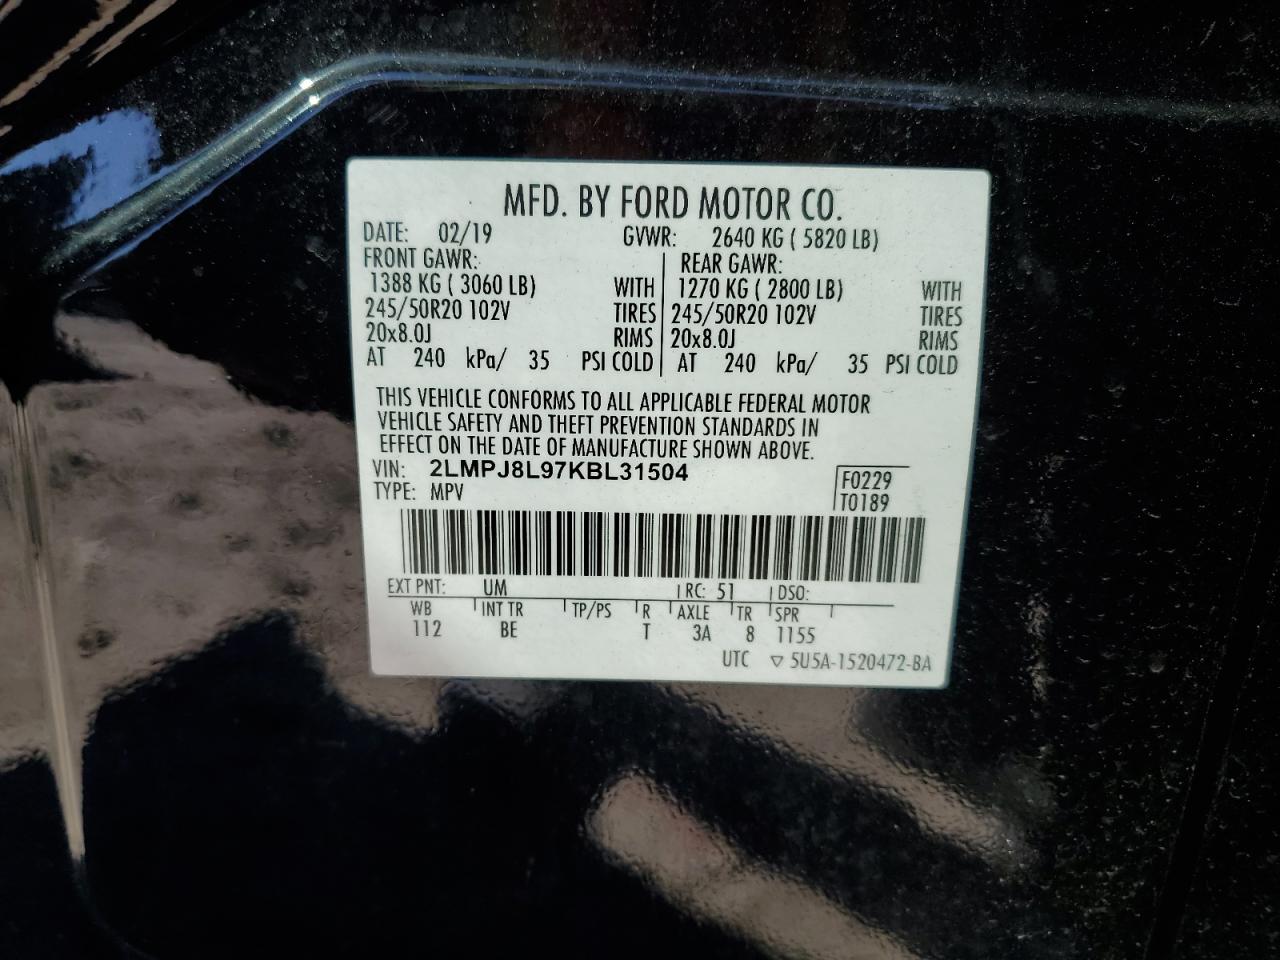 MFD. BY FORD MOTOR CO.
DATE: 02/19 GVWR: 2640 KG ( 5820 LB)
FRONT GAWR: REAR GAWR:
1388 KG ( 3060 LB) WITH 1270 KG ( 2800 LB) WITH
245/50R20 102V TIRES 245/50R20 102V TIRES
20x8.0J RIMS 20x8.0J RIMS
AT 240 kPa/ 35 PSI COLD AT 240 kPa/ 35 PSI COLD
THIS VEHICLE CONFORMS TO ALL APPLICABLE FEDERAL MOTOR
VEHICLE SAFETY AND THEFT PREVENTION STANDARDS IN
EFFECT ON THE DATE OF MANUFACTURE SHOWN ABOVE.
VIN: 2LMPJ8L97KBL31504 F0229
TYPE: MPV T0189
EXT PNT: UM RC: 51 DSO:
WB INT TR TP/PS R AXLE TR SPR
112 BE T 3A 8 1155
UTC ▽ 5U5A-1520472-BA